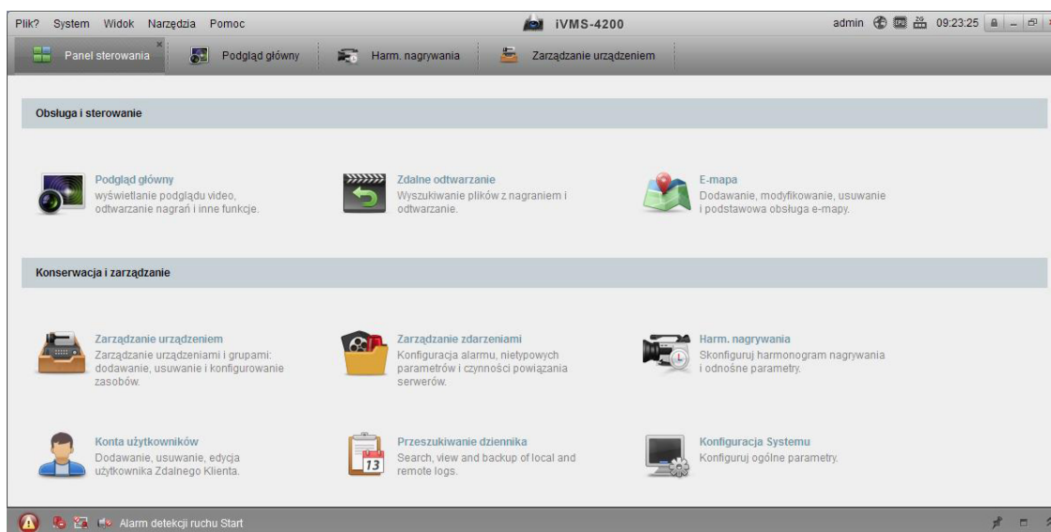 Plik? System Widok Narzędzia Pomoc iVMS-4200 admin 09:23:25
Panel sterowania Podgląd główny Harm. nagrywania Zarządzanie urządzeniem
Obsługa i sterowanie
Podgląd główny
wyświetlanie podglądu video,
odtwarzanie nagrań i inne funkcje.
Zdalne odtwarzanie
Wyszukiwanie plików z nagraniem i
odtwarzanie.
E-mapa
Dodawanie, modyfikowanie, usuwanie
i podstawowa obsługa e-mapy.
Konserwacja i zarządzanie
Zarządzanie urządzeniem
Zarządzanie urządzeniami i grupami:
dodawanie, usuwanie i konfigurowanie
zasobów.
Zarządzanie zdarzeniami
Konfiguracja alarmu, nietypowych
parametrów i czynności powiązania
serwerów.
Harm. nagrywania
Skonfiguruj harmonogram nagrywania
i odnośne parametry.
Konta użytkowników
Dodawanie, usuwanie, edycja
użytkownika Zdalnego Klienta.
13
Przeszukiwanie dziennika
Search, view and backup of local and
remote logs.
Konfiguracja Systemu
Konfiguruj ogólne parametry.
Alarm detekcji ruchu Start